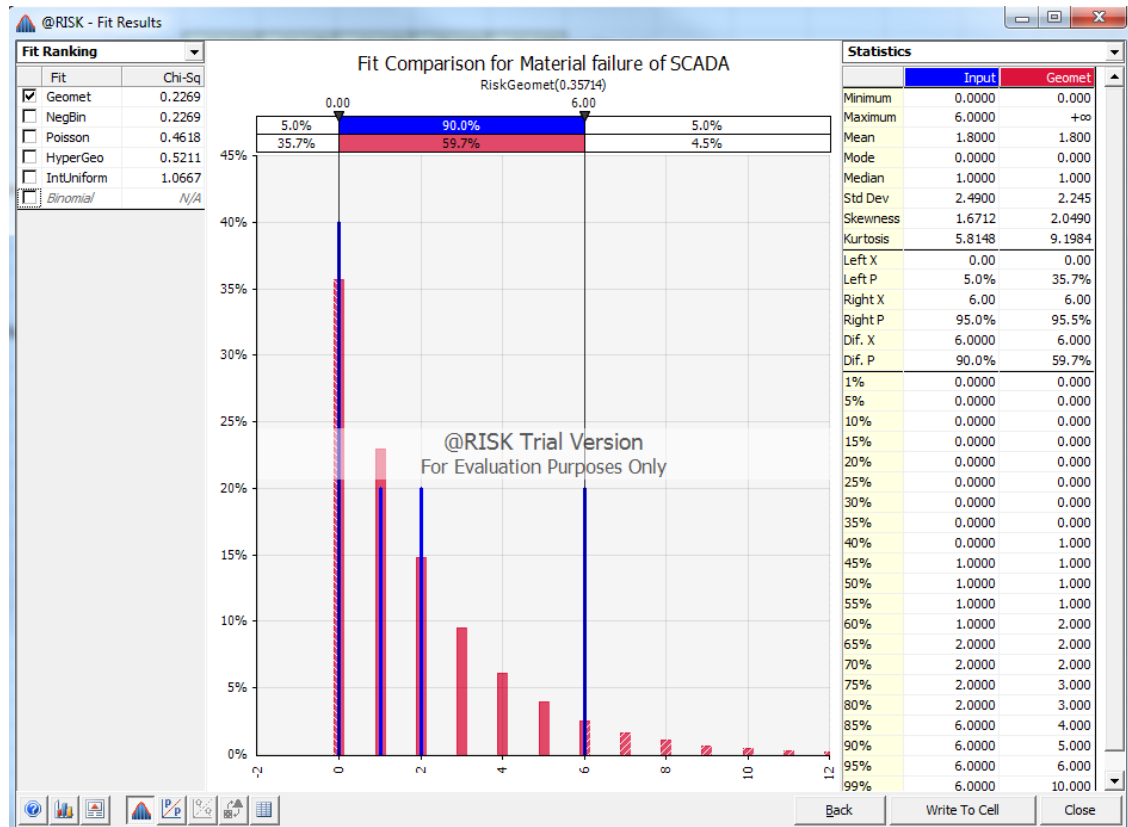 @RISK - Fit Results
Fit Ranking
Fit Chi-Sq
Geomet 0.2269
NegBin 0.2269
Poisson 0.4618
HyperGeo 0.5211
IntUniform 1.0667
Binomial N/A
Fit Comparison for Material failure of SCADA
RiskGeomet(0.35714)
0.00 6.00
5.0% 90.0% 5.0%
35.7% 59.7% 4.5%
45%
40%
35%
30%
25%
20%
15%
10%
5%
0%
-2 0 2 4 6 8 10 12
@RISK Trial Version
For Evaluation Purposes Only
Statistics
Input Geomet
Minimum 0.0000 0.000
Maximum 6.0000 +∞
Mean 1.8000 1.800
Mode 0.0000 0.000
Median 1.0000 1.000
Std Dev 2.4900 2.245
Skewness 1.6712 2.0490
Kurtosis 5.8148 9.1984
Left X 0.00 0.00
Left P 5.0% 35.7%
Right X 6.00 6.00
Right P 95.0% 95.5%
Dif. X 6.0000 6.000
Dif. P 90.0% 59.7%
1% 0.0000 0.000
5% 0.0000 0.000
10% 0.0000 0.000
15% 0.0000 0.000
20% 0.0000 0.000
25% 0.0000 0.000
30% 0.0000 0.000
35% 0.0000 0.000
40% 0.0000 1.000
45% 1.0000 1.000
50% 1.0000 1.000
55% 1.0000 1.000
60% 1.0000 2.000
65% 2.0000 2.000
70% 2.0000 2.000
75% 2.0000 3.000
80% 2.0000 3.000
85% 6.0000 4.000
90% 6.0000 5.000
95% 6.0000 6.000
99% 6.0000 10.000
Back Write To Cell Close